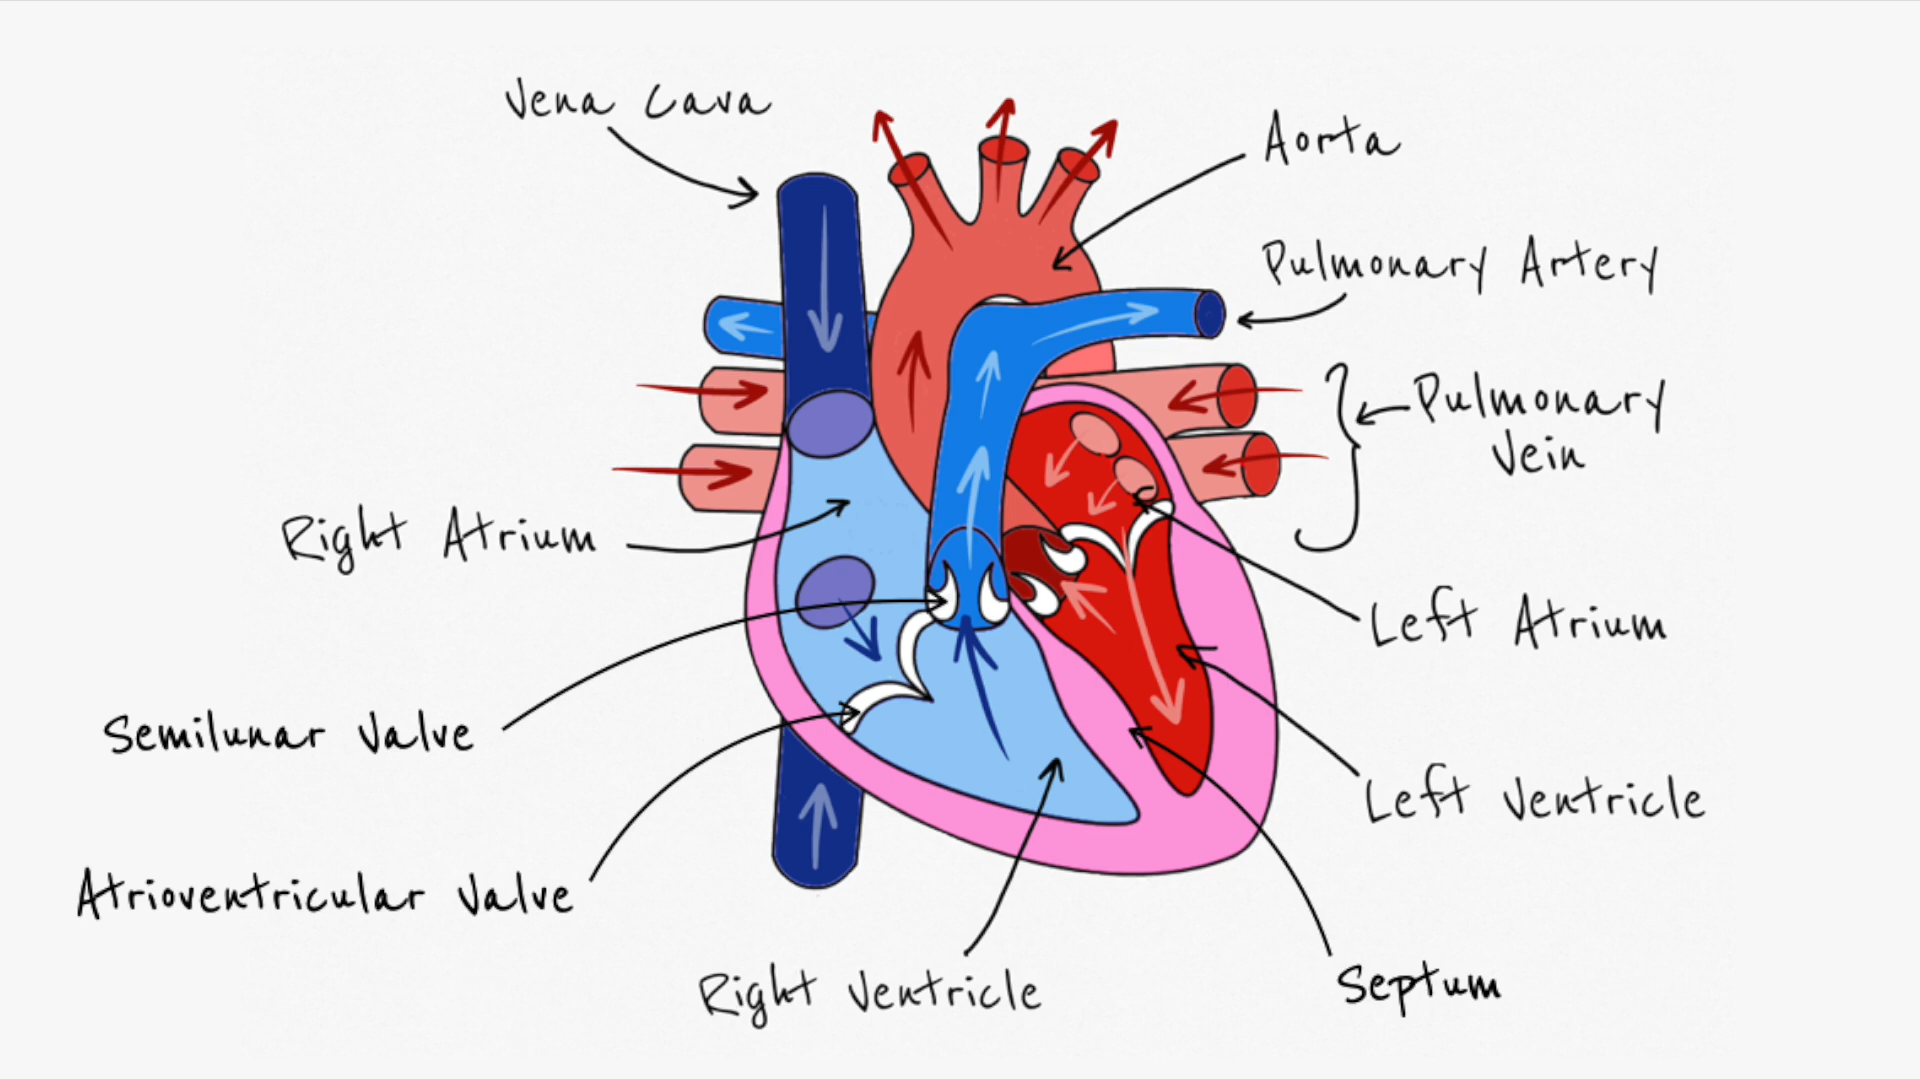 Vena Cava
Aorta
Pulmonary Artery
Pulmonary
Vein
Right Atrium
Left Atrium
Semilunar Valve
Left Ventricle
Atrioventricular Valve
Right Ventricle
Septum